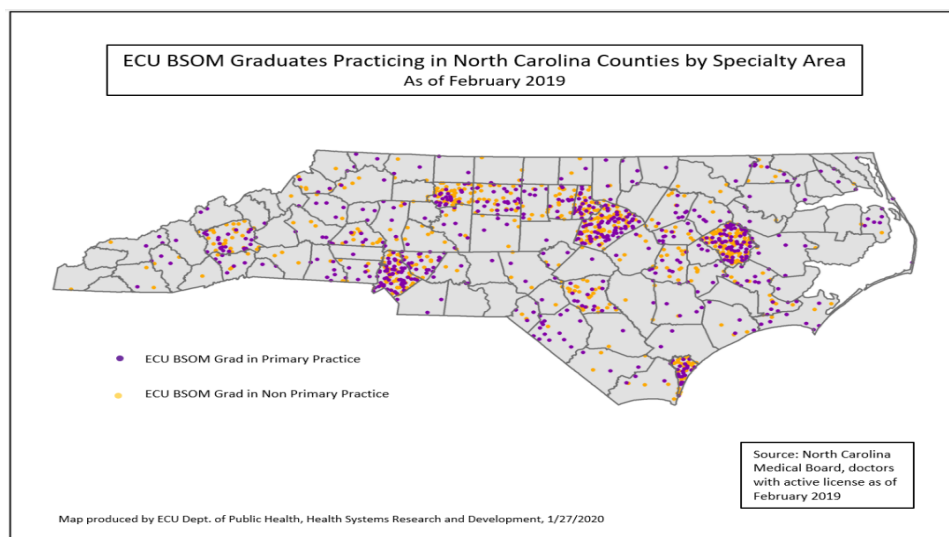 ECU BSOM Graduates Practicing in North Carolina Counties by Specialty Area
As of February 2019
ECU BSOM Grad in Primary Practice
ECU BSOM Grad in Non Primary Practice
Source: North Carolina
Medical Board, doctors
with active license as of
February 2019
Map produced by ECU Dept. of Public Health, Health Systems Research and Development, 1/27/2020